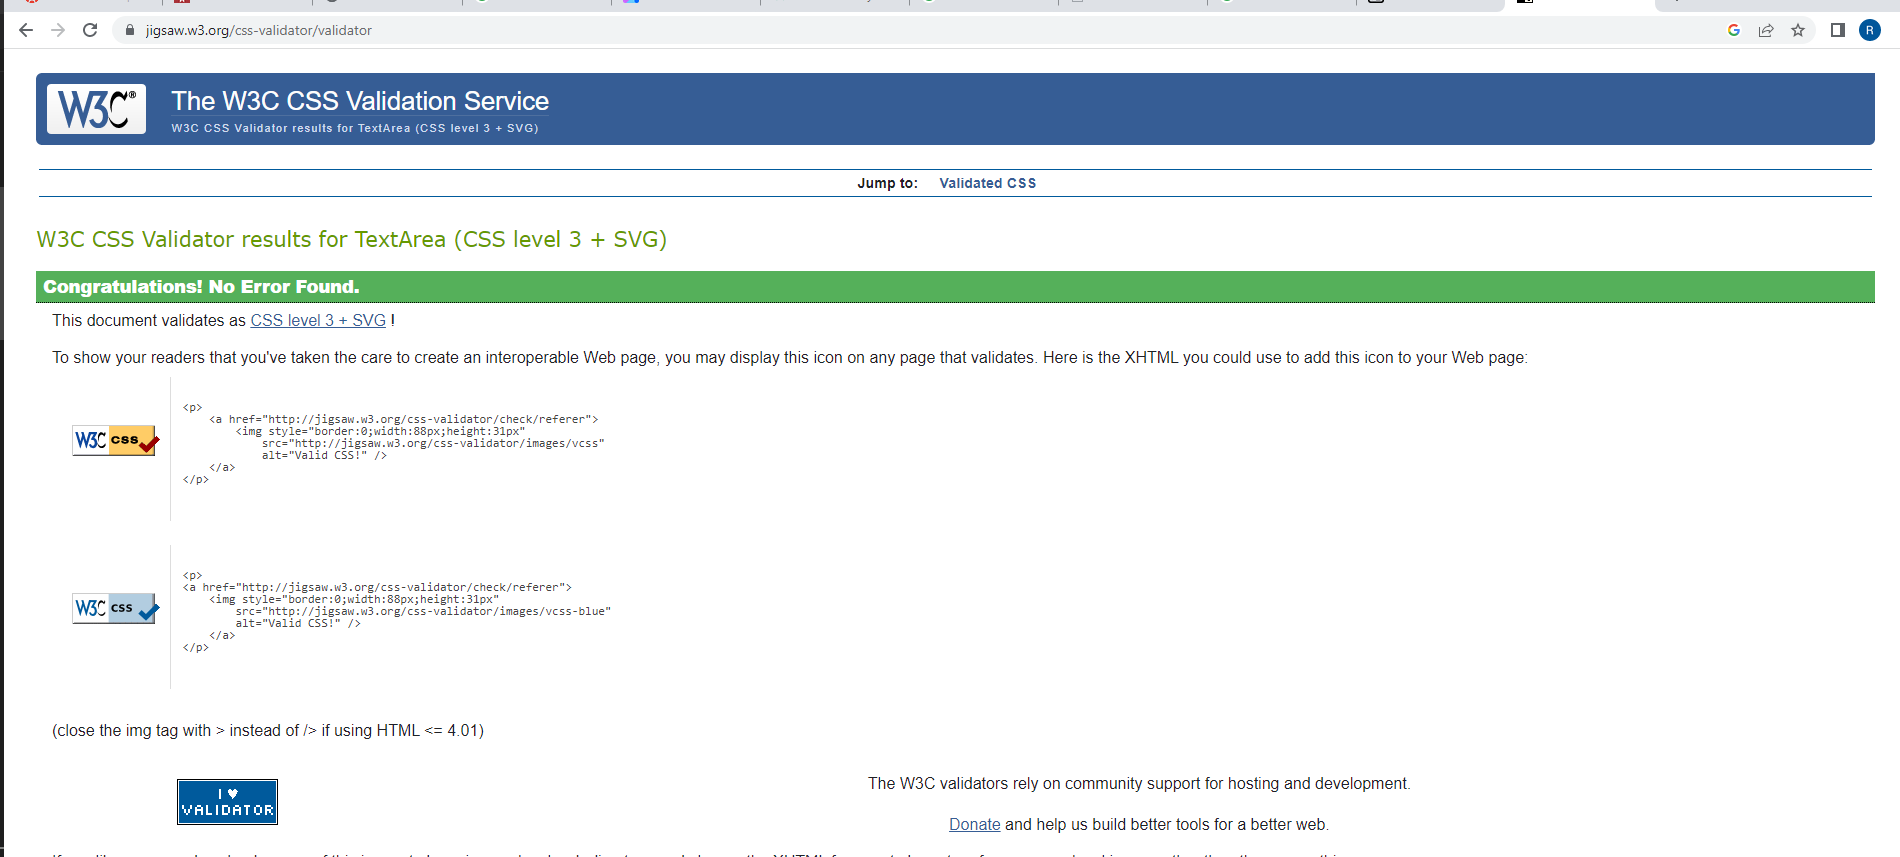 jigsaw.w3.org/css-validator/validator
R
W3C®
The W3C CSS Validation Service
W3C CSS Validator results for TextArea (CSS level 3 + SVG)
Jump to: Validated CSS
W3C CSS Validator results for TextArea (CSS level 3 + SVG)
Congratulations! No Error Found.
This document validates as CSS level 3 + SVG !
To show your readers that you've taken the care to create an interoperable Web page, you may display this icon on any page that validates. Here is the XHTML you could use to add this icon to your Web page:
W3C css
<p>
<a href="http://jigsaw.w3.org/css-validator/check/referer">
<img style="border:0;width:88px;height:31px"
src="http://jigsaw.w3.org/css-validator/images/vcss"
alt="Valid CSS!" />
</a>
</p>
W3C css
<p>
<a href="http://jigsaw.w3.org/css-validator/check/referer">
<img style="border:0;width:88px;height:31px"
src="http://jigsaw.w3.org/css-validator/images/vcss-blue"
alt="Valid CSS!" />
</a>
</p>
(close the img tag with > instead of /> if using HTML <= 4.01)
I ♥
VALIDATOR
The W3C validators rely on community support for hosting and development.
Donate and help us build better tools for a better web.